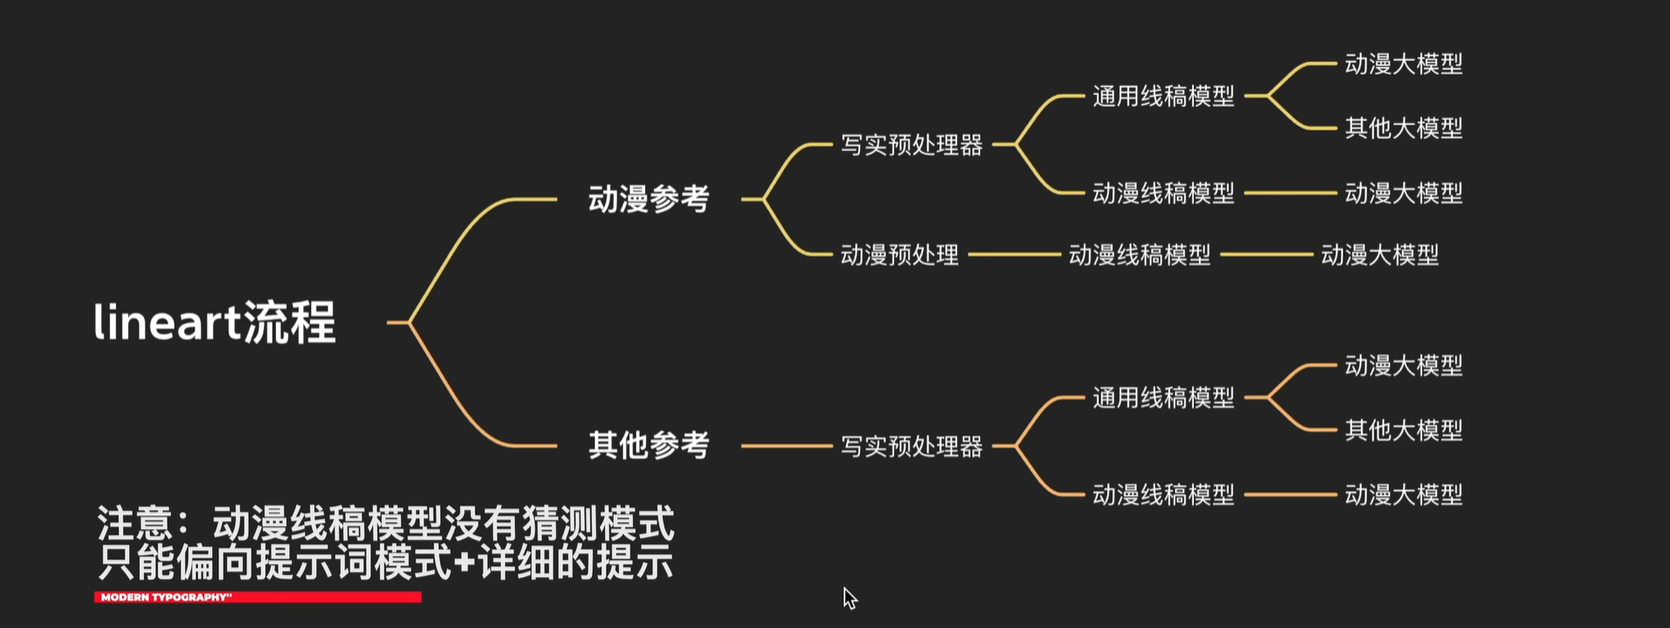 lineart流程
动漫参考
写实预处理器
通用线稿模型
动漫大模型
其他大模型
动漫线稿模型
动漫大模型
动漫预处理
动漫线稿模型
动漫大模型
其他参考
写实预处理器
通用线稿模型
动漫大模型
其他大模型
动漫线稿模型
动漫大模型
注意：动漫线稿模型没有猜测模式
只能偏向提示词模式+详细的提示
MODERN TYPOGRAPHY"